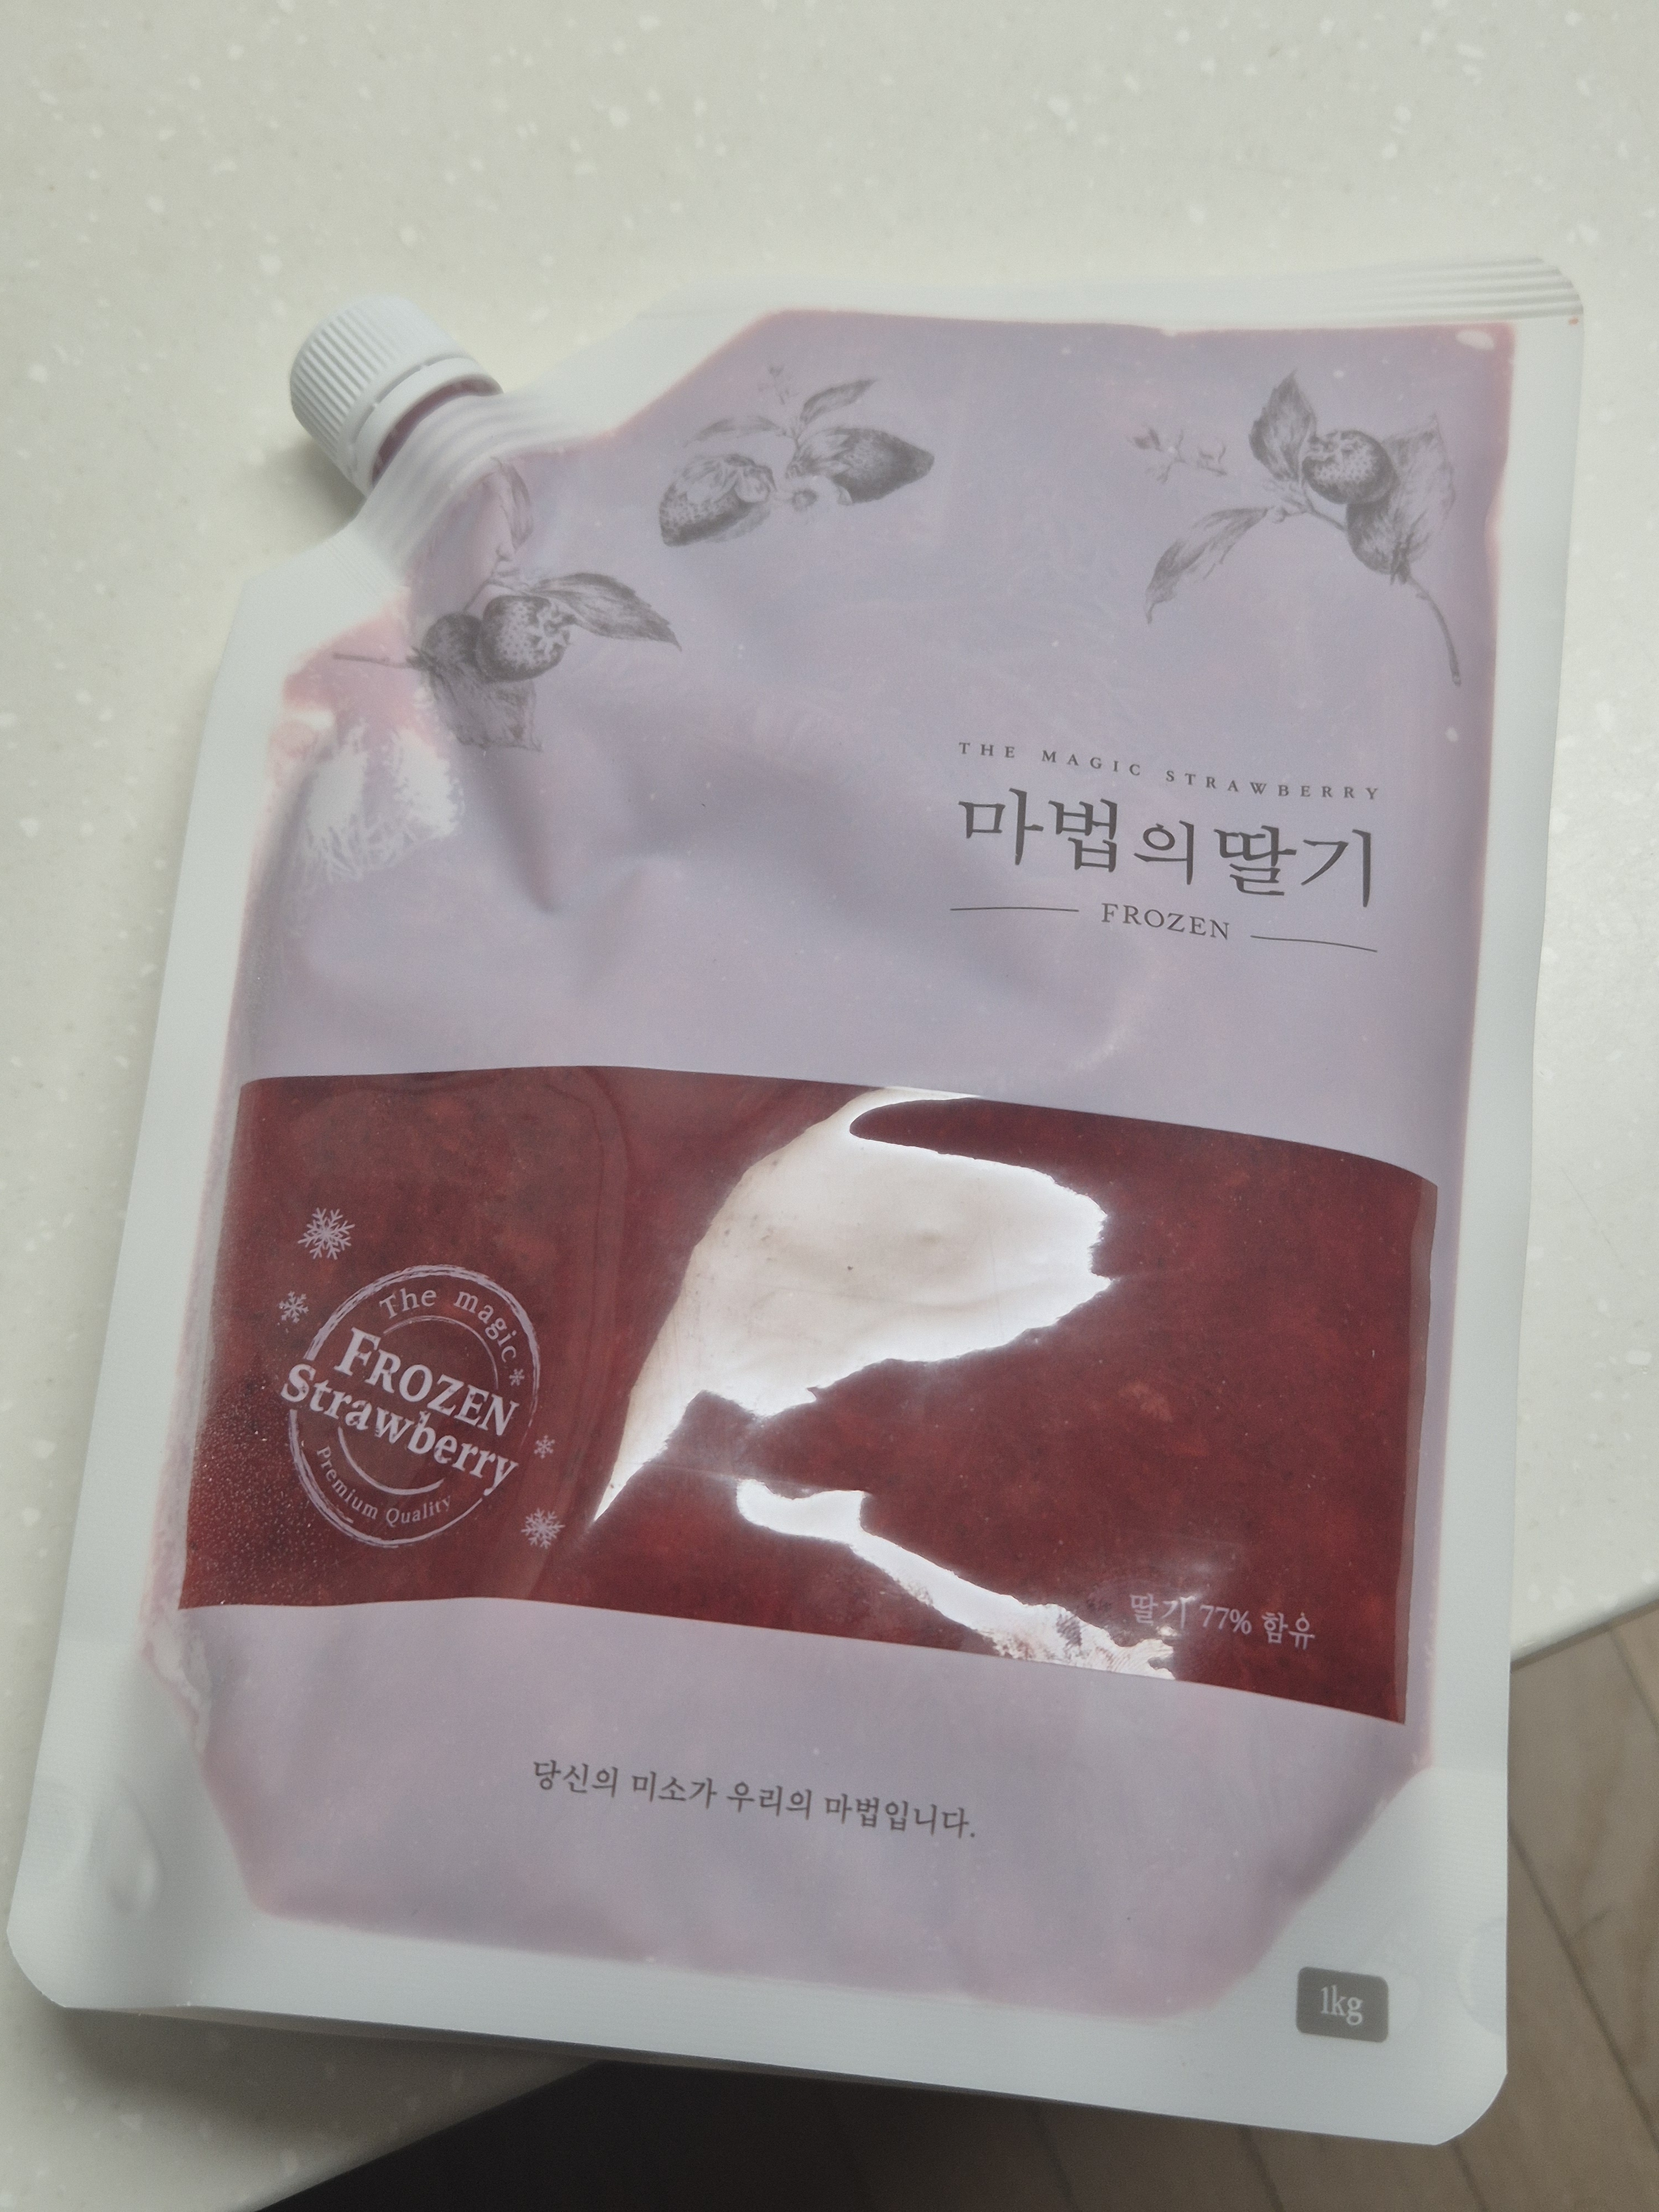 THE MAGIC STRAWBERRY
마법의딸기
FROZEN
The magic
FROZEN
Strawberry
Premium Quality
딸기 77% 함유
당신의 미소가 우리의 마법입니다.
1kg